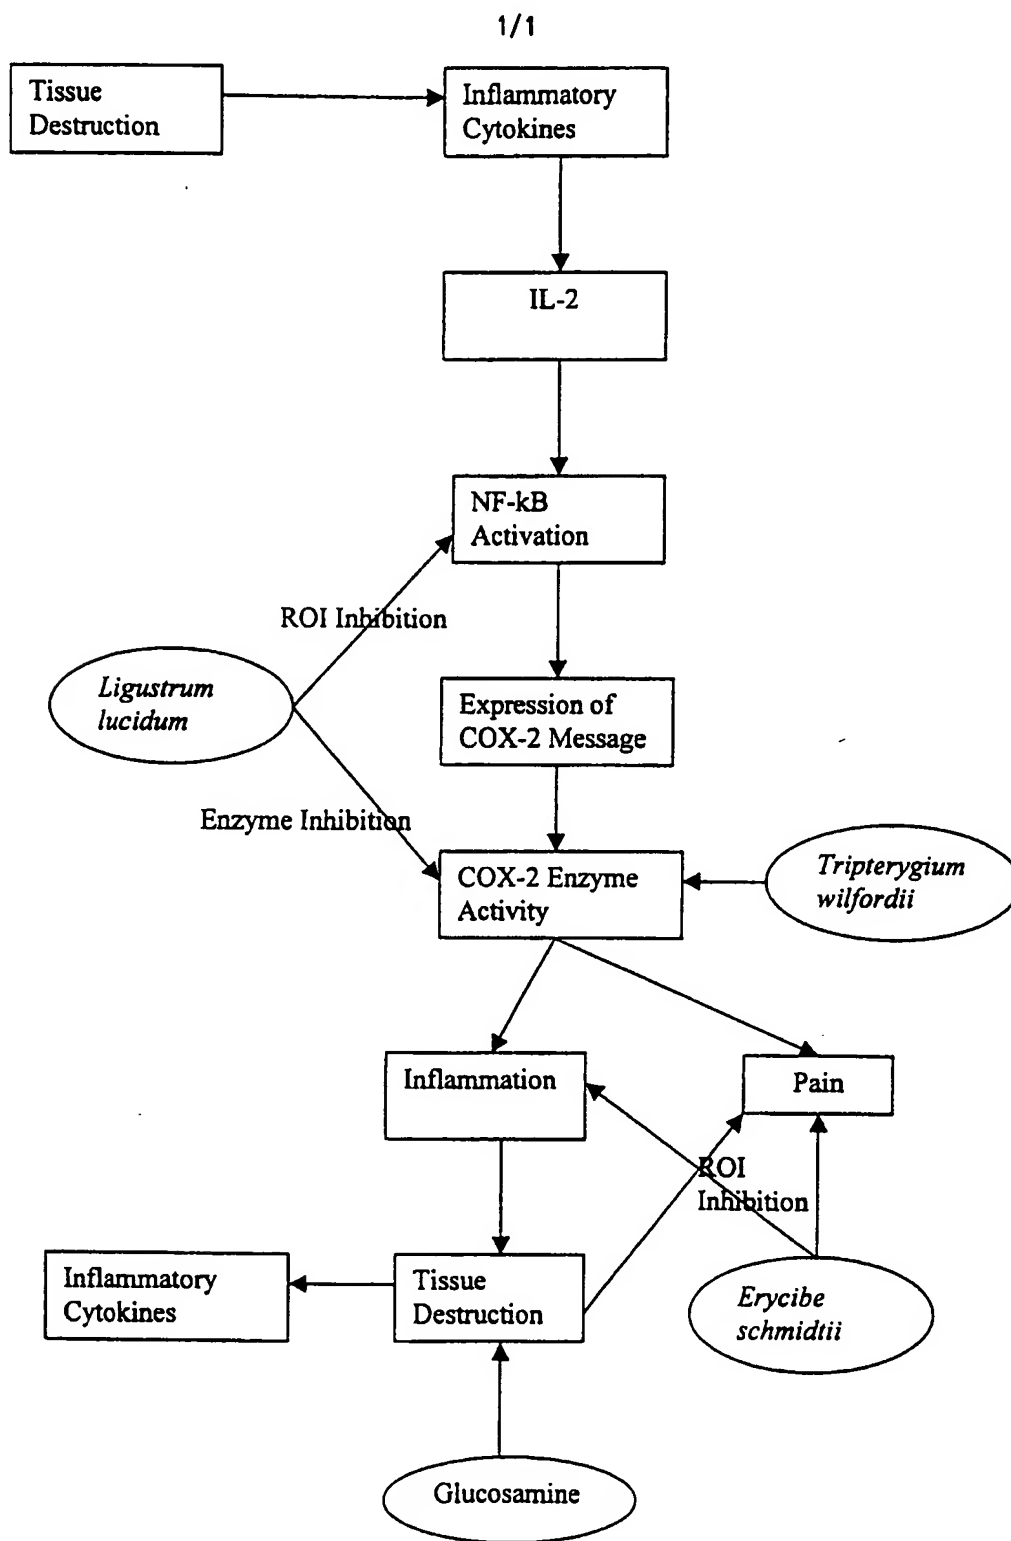 1/1
Tissue
Destruction
Inflammatory
Cytokines
IL-2
NF-kB
Activation
ROI Inhibition
Ligustrum
lucidum
Expression of
COX-2 Message
Enzyme Inhibition
COX-2 Enzyme
Activity
Tripterygium
wilfordii
Inflammation
Pain
ROI
Inhibition
Inflammatory
Cytokines
Tissue
Destruction
Erycibe
schmidtii
Glucosamine